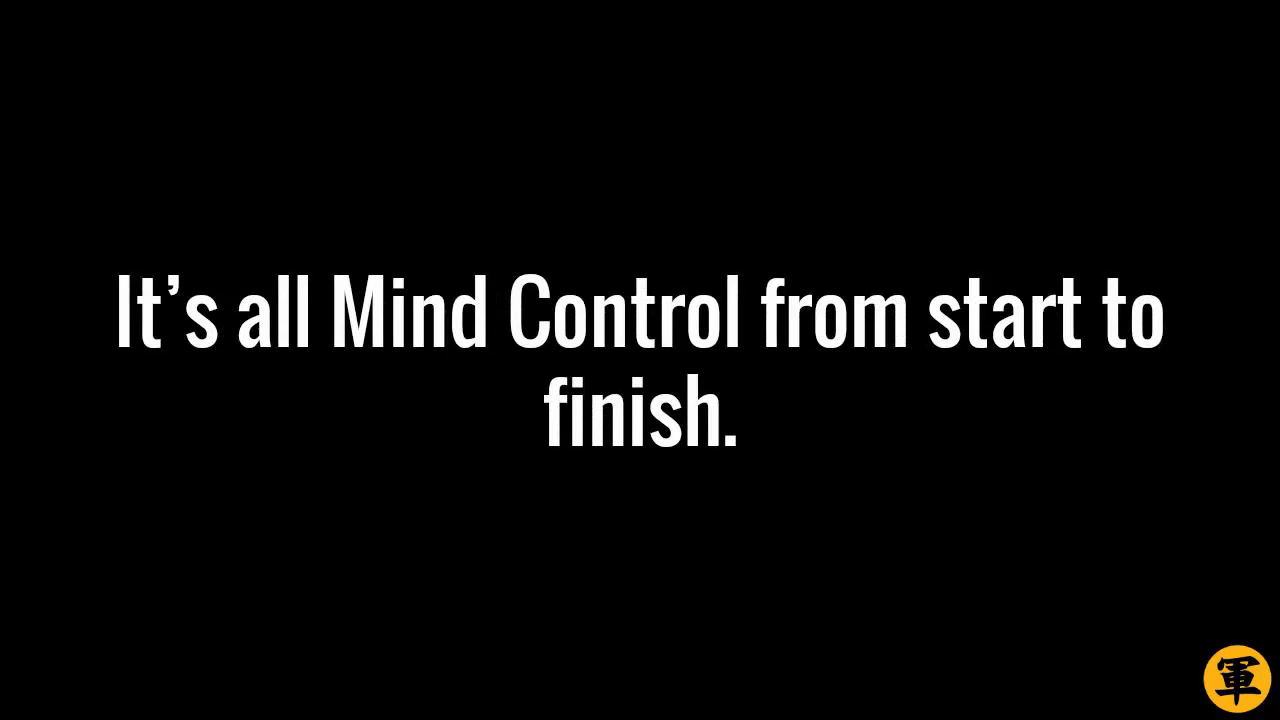 It’s all Mind Control from start to
finish.
軍